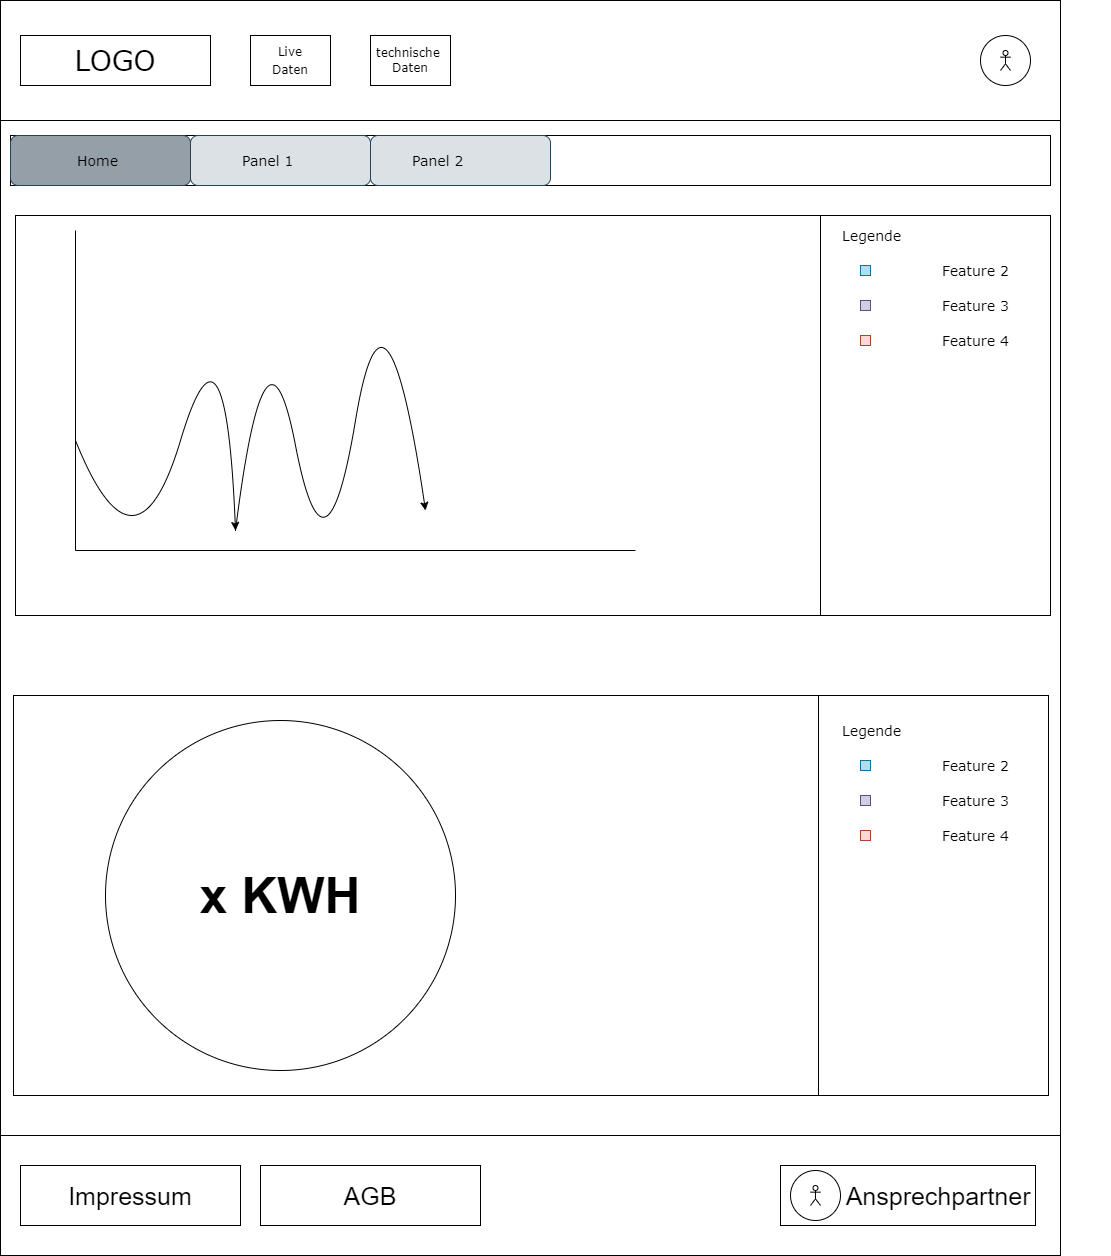 LOGO
Live
Daten
technische
Daten
Home
Panel 1
Panel 2
Legende
Feature 2
Feature 3
Feature 4
x KWH
Legende
Feature 2
Feature 3
Feature 4
Impressum
AGB
Ansprechpartner